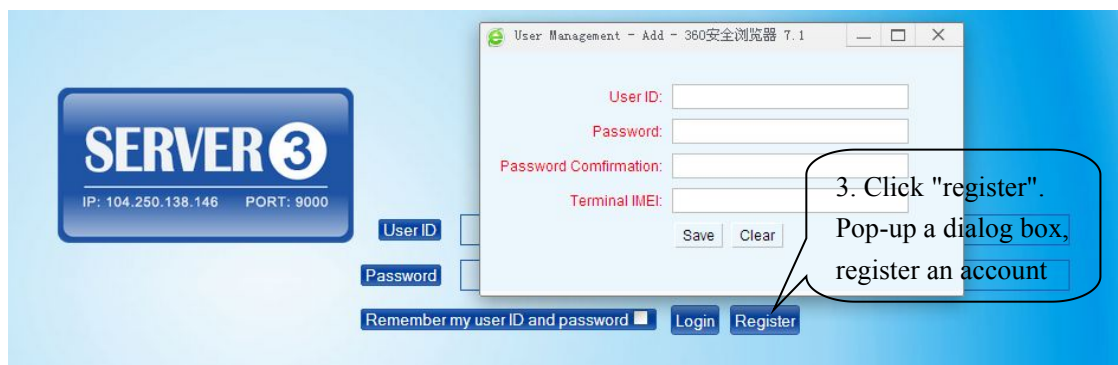 User Management - Add - 360安全浏览器 7.1
User ID:
Password:
Password Comfirmation:
Terminal IMEI:
Save Clear
SERVER 3
IP: 104.250.138.146 PORT: 9000
3. Click "register".
Pop-up a dialog box,
register an account
User ID
Password
Remember my user ID and password
Login Register